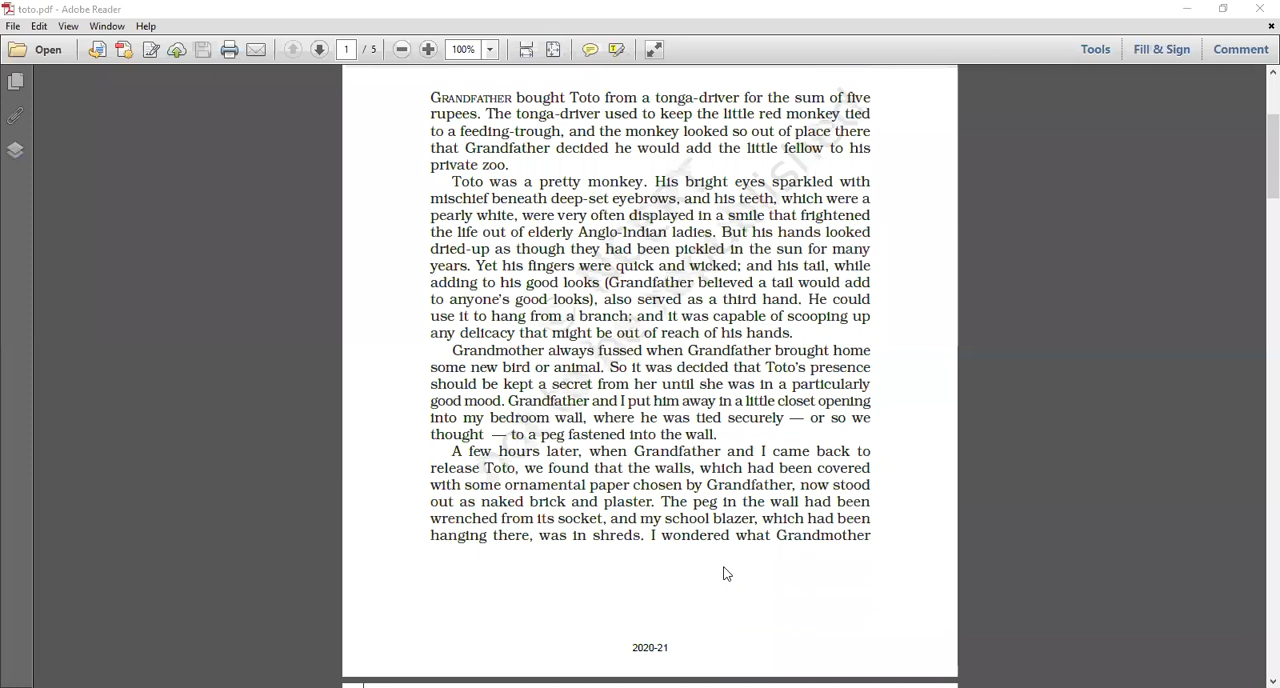 toto.pdf - Adobe Reader
File Edit View Window Help
Open 1 / 5 100% Tools Fill & Sign Comment
GRANDFATHER bought Toto from a tonga-driver for the sum of five
rupees. The tonga-driver used to keep the little red monkey tied
to a feeding-trough, and the monkey looked so out of place there
that Grandfather decided he would add the little fellow to his
private zoo.
Toto was a pretty monkey. His bright eyes sparkled with
mischief beneath deep-set eyebrows, and his teeth, which were a
pearly white, were very often displayed in a smile that frightened
the life out of elderly Anglo-Indian ladies. But his hands looked
dried-up as though they had been pickled in the sun for many
years. Yet his fingers were quick and wicked; and his tail, while
adding to his good looks (Grandfather believed a tail would add
to anyone's good looks), also served as a third hand. He could
use it to hang from a branch; and it was capable of scooping up
any delicacy that might be out of reach of his hands.
Grandmother always fussed when Grandfather brought home
some new bird or animal. So it was decided that Toto's presence
should be kept a secret from her until she was in a particularly
good mood. Grandfather and I put him away in a little closet opening
into my bedroom wall, where he was tied securely — or so we
thought — to a peg fastened into the wall.
A few hours later, when Grandfather and I came back to
release Toto, we found that the walls, which had been covered
with some ornamental paper chosen by Grandfather, now stood
out as naked brick and plaster. The peg in the wall had been
wrenched from its socket, and my school blazer, which had been
hanging there, was in shreds. I wondered what Grandmother
2020-21